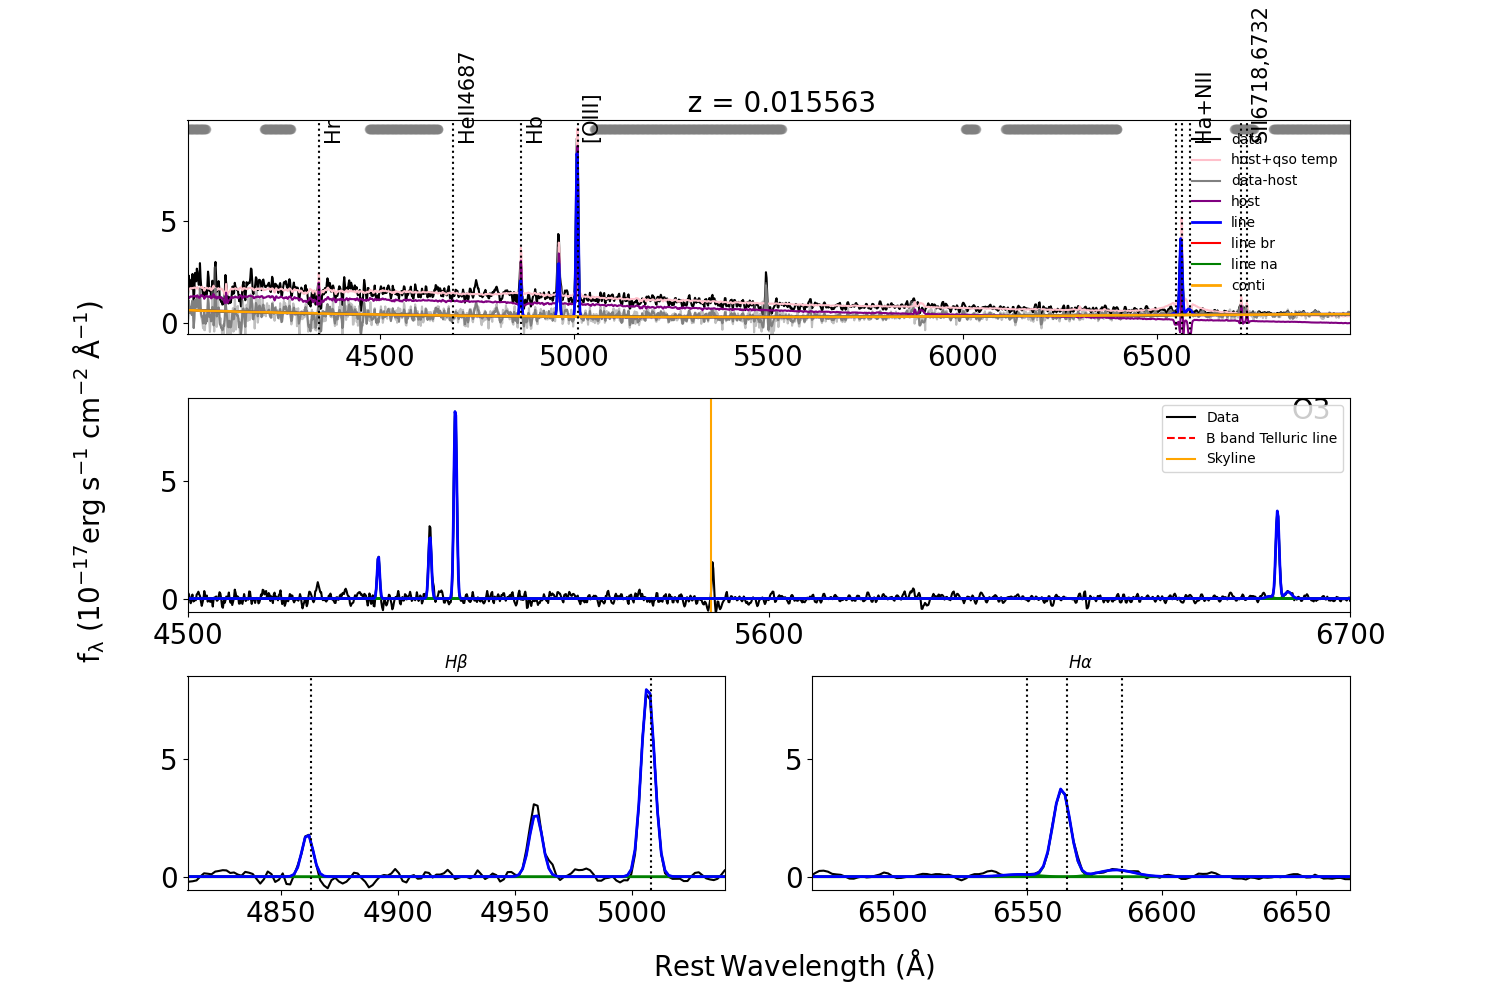 z = 0.015563
Hr
HeII4687
Hb
[OIII]
Ha+NII
SII6718,6732
data
host+qso temp
data-host
host
line
line br
line na
conti
5
0
4500 5000 5500 6000 6500
O3
Data
B band Telluric line
Skyline
5
0
4500 5600 6700
fλ (10⁻¹⁷erg s⁻¹ cm⁻² Å⁻¹)
Hβ
5
0
4850 4900 4950 5000
Hα
5
0
6500 6550 6600 6650
Rest Wavelength (Å)